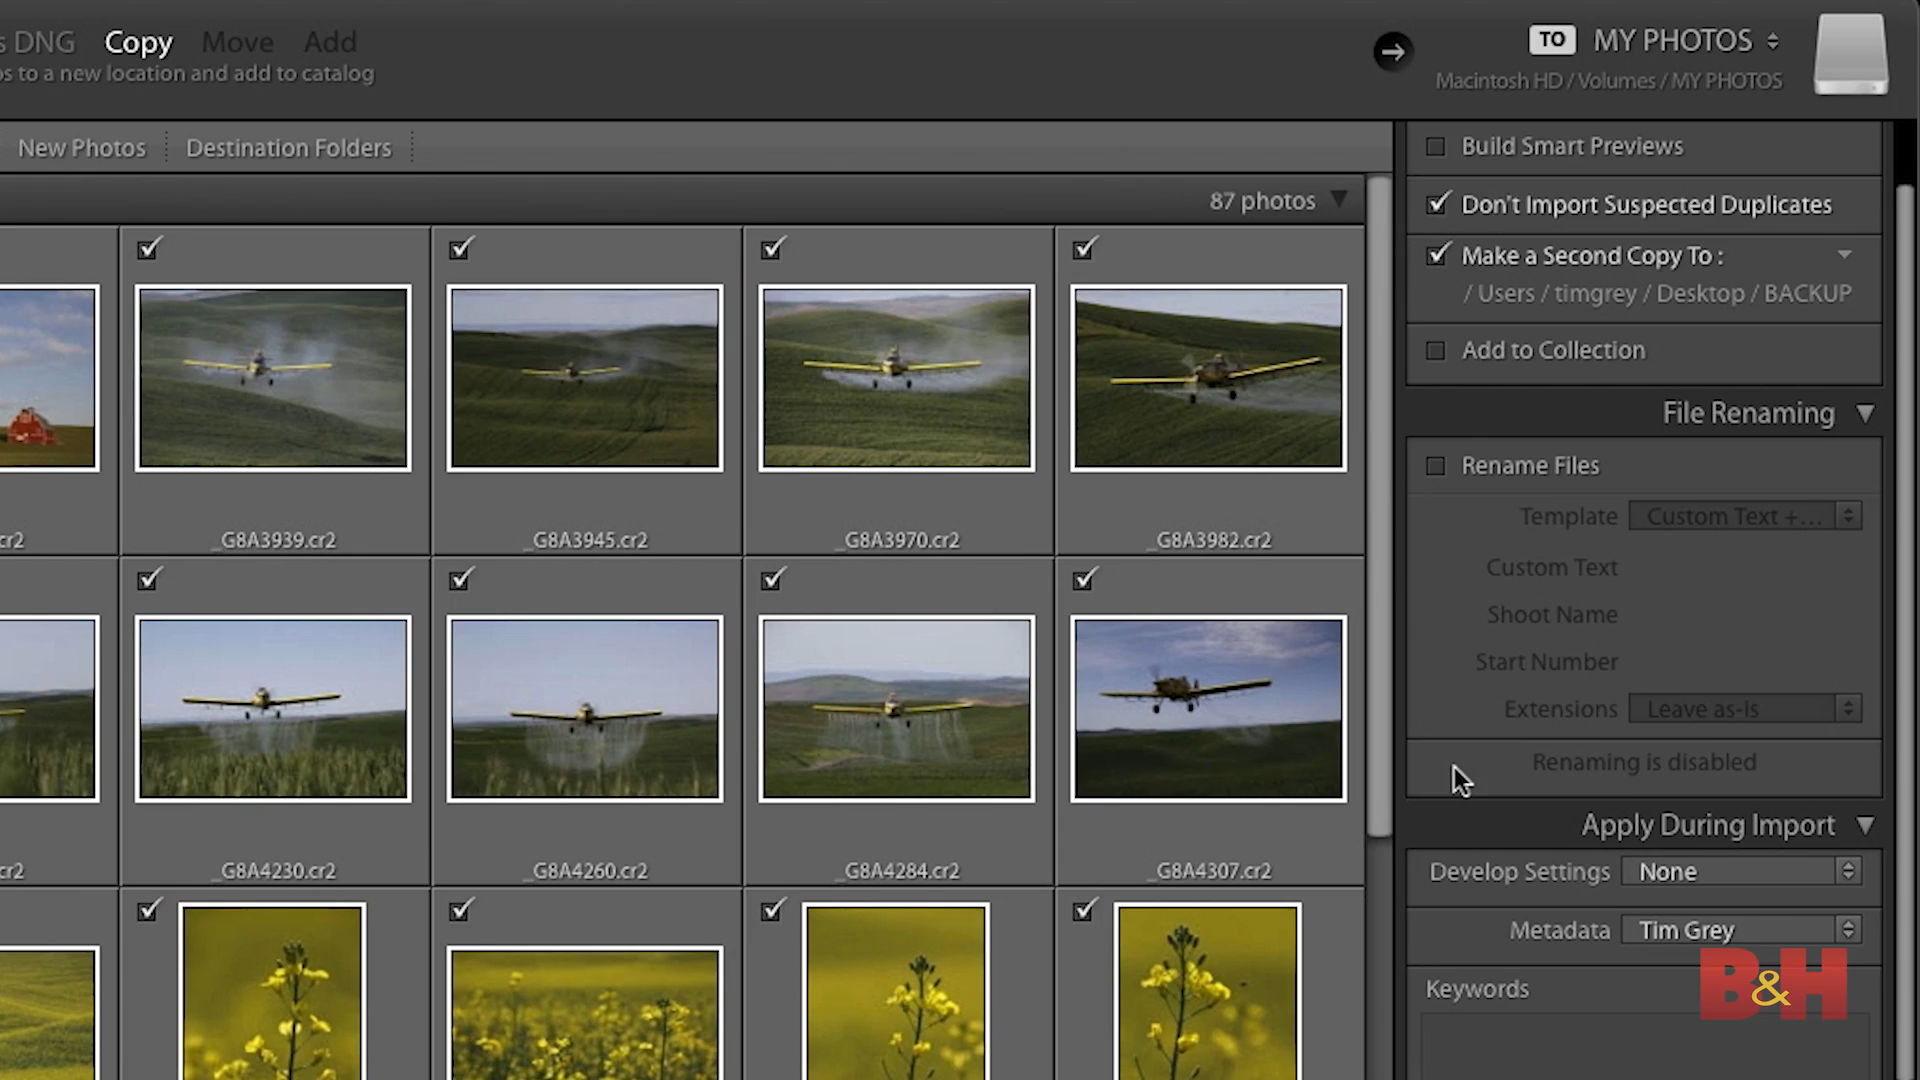 DNG Copy Move Add
to a new location and add to catalog
TO MY PHOTOS
Macintosh HD / Volumes / MY PHOTOS
New Photos Destination Folders
87 photos
Build Smart Previews
Don't Import Suspected Duplicates
Make a Second Copy To :
/ Users / timgrey / Desktop / BACKUP
Add to Collection
File Renaming
Rename Files
Template Custom Text +...
Custom Text
Shoot Name
Start Number
Extensions Leave as-is
Renaming is disabled
Apply During Import
Develop Settings None
Metadata Tim Grey
Keywords
cr2 _G8A3939.cr2 _G8A3945.cr2 _G8A3970.cr2 _G8A3982.cr2
cr2 _G8A4230.cr2 _G8A4260.cr2 _G8A4284.cr2 _G8A4307.cr2
B&H